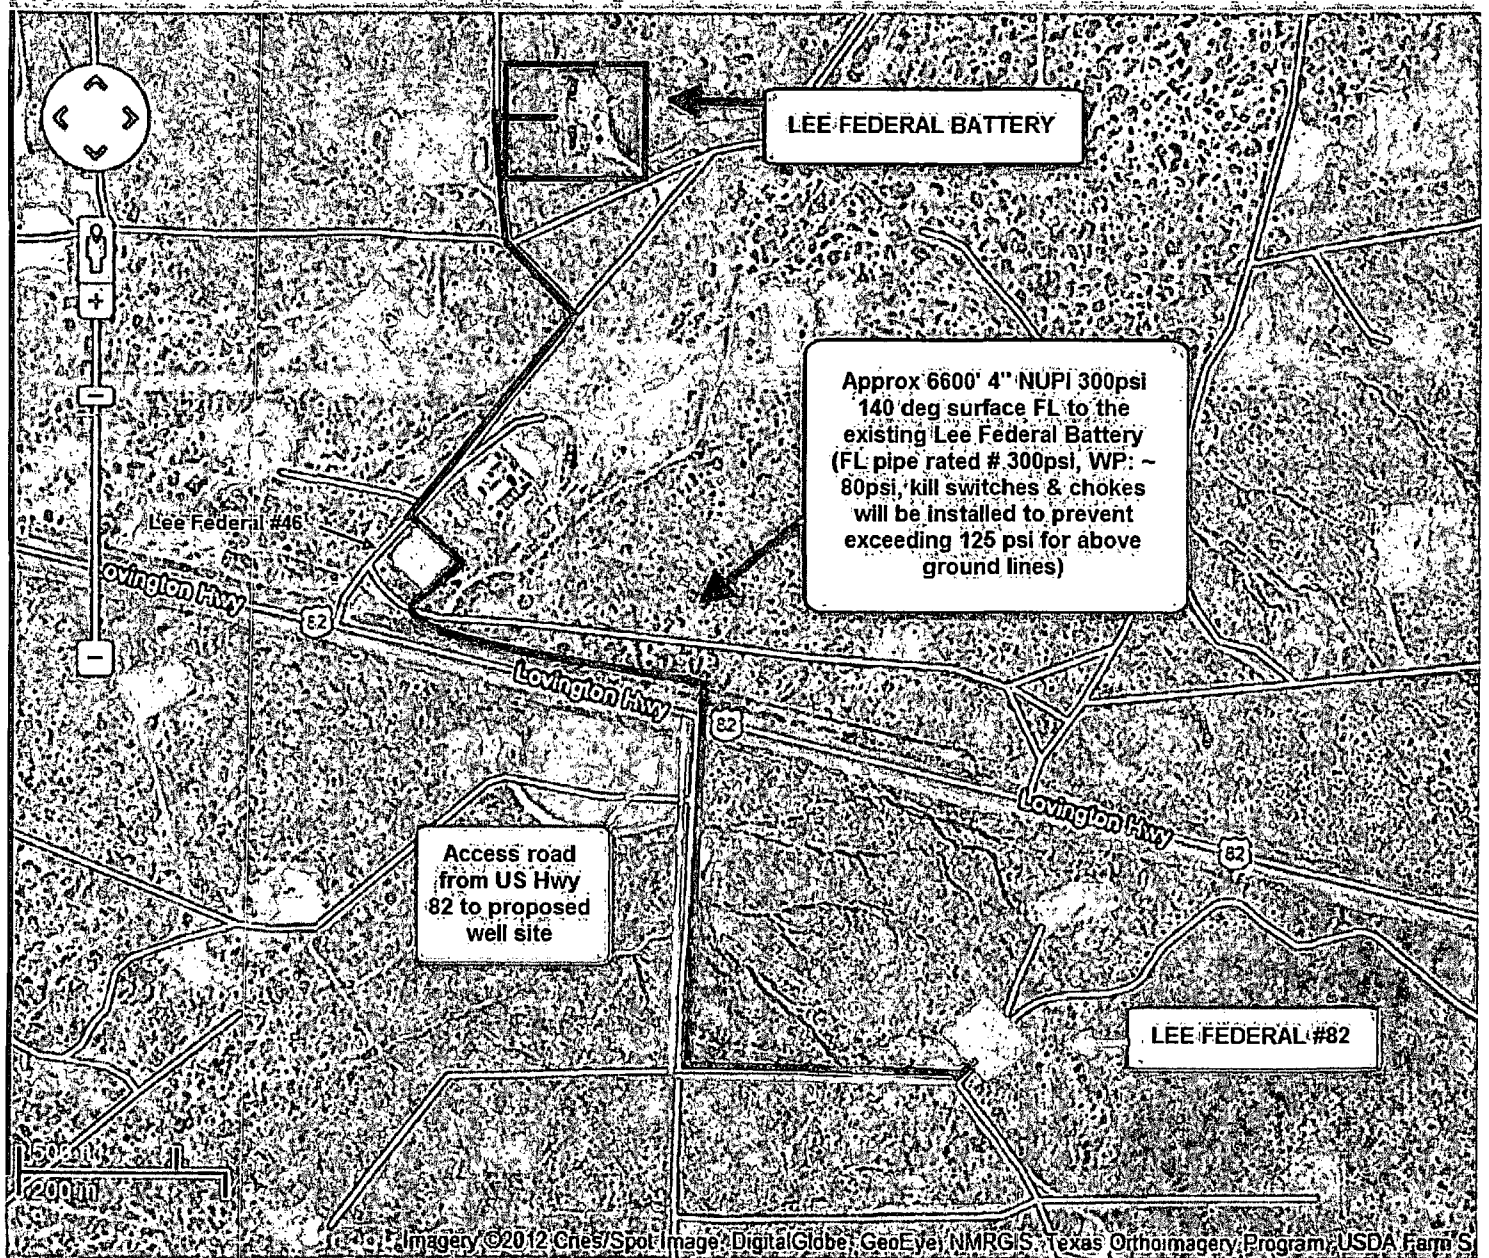 LEE FEDERAL BATTERY
Approx 6600' 4" NUPI 300psi
140 deg surface FL to the
existing Lee Federal Battery
(FL pipe rated # 300psi, WP: ~
80psi, kill switches & chokes
will be installed to prevent
exceeding 125 psi for above
ground lines)
Lee Federal #46
ovington Hwy
82
Lovington Hwy
82
Lovington Hwy
82
Access road
from US Hwy
82 to proposed
well site
LEE FEDERAL #82
500 ft
200 m
Imagery ©2012 Cnes/Spot Image, DigitalGlobe, GeoEye, NMRGIS, Texas Orthoimagery Program, USDA Farm S